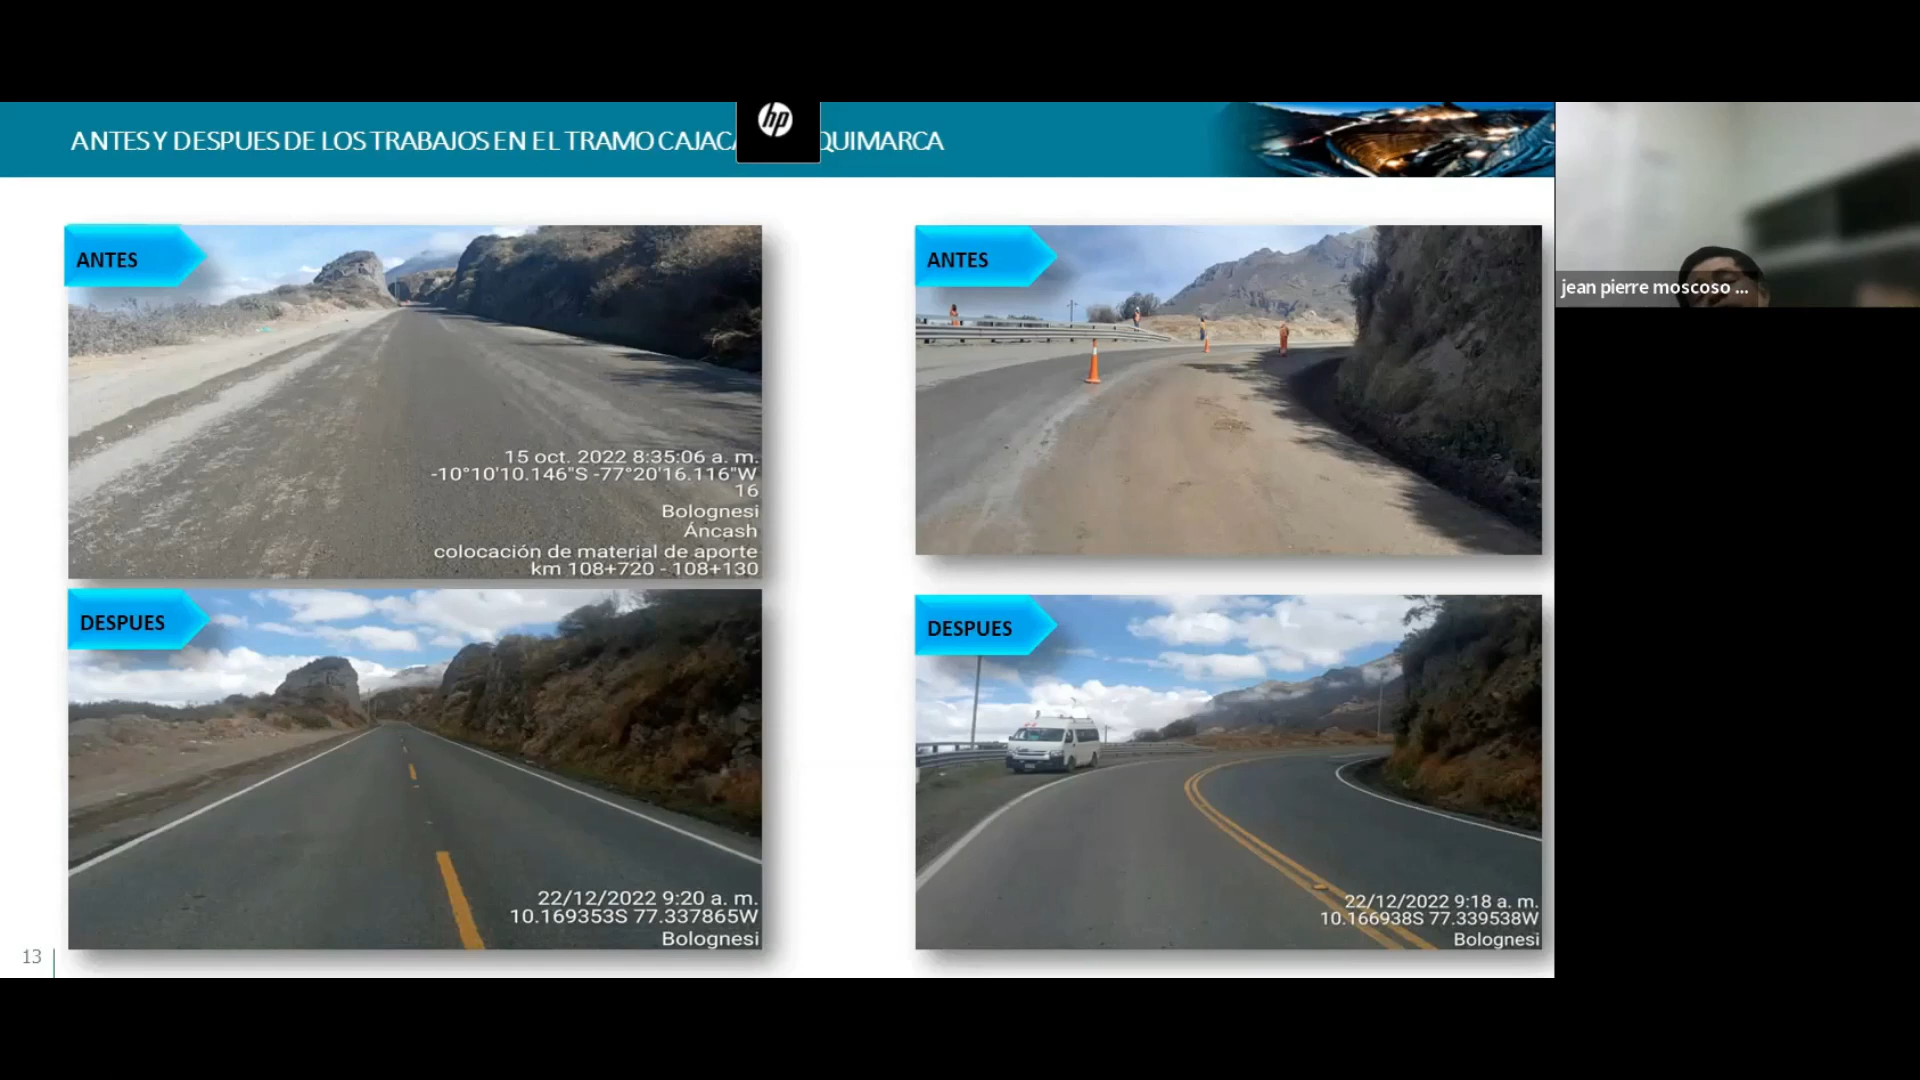 ANTES Y DESPUES DE LOS TRABAJOS EN EL TRAMO QUIMARCA
hp
ANTES
15 oct. 2022 8:35:06 a. m.
-10°10'10.146"S -77°20'16.116"W
16
Bolognesi
Áncash
colocación de material de aporte
km 108+720 - 108+130
ANTES
DESPUES
22/12/2022 9:20 a. m.
10.169353S 77.337865W
Bolognesi
DESPUES
22/12/2022 9:18 a. m.
10.166938S 77.339538W
Bolognesi
13
jean pierre moscoso ...